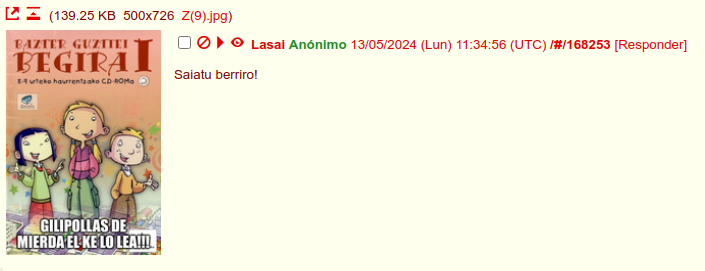 (139.25 KB 500x726 Z(9).jpg)
Lasai Anónimo 13/05/2024 (Lun) 11:34:56 (UTC) /#/168253 [Responder]
Saiatu berriro!
BAZTER GUZTIEI
BEGIRA I
8-9 urteko haurrentzako CD-ROMa
GILIPOLLAS DE
MIERDA EL KE LO LEA!!!